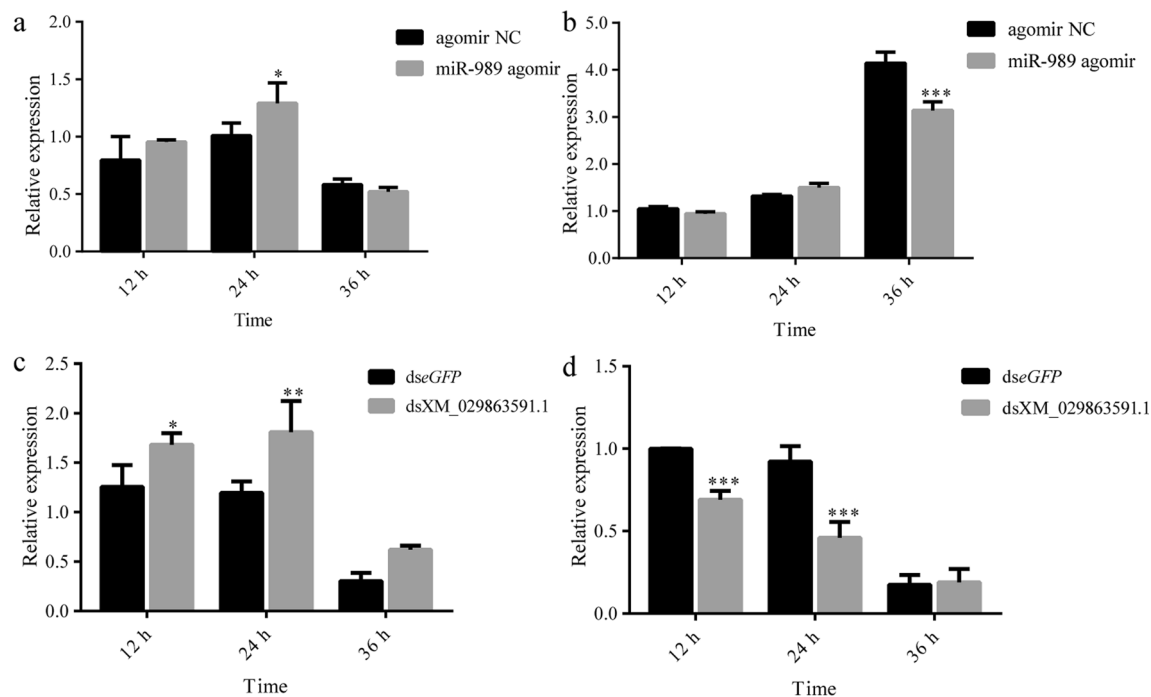 a
2.0
1.5
1.0
0.5
0.0
Relative expression
agomir NC
miR-989 agomir
*
12 h
24 h
36 h
Time
b
5.0
4.0
3.0
2.0
1.0
0.0
Relative expression
agomir NC
miR-989 agomir
***
12 h
24 h
36 h
Time
c
2.5
2.0
1.5
1.0
0.5
0.0
Relative expression
dseGFP
dsXM_029863591.1
*
**
12 h
24 h
36 h
Time
d
1.5
1.0
0.5
0.0
Relative expression
dseGFP
dsXM_029863591.1
***
***
12 h
24 h
36 h
Time